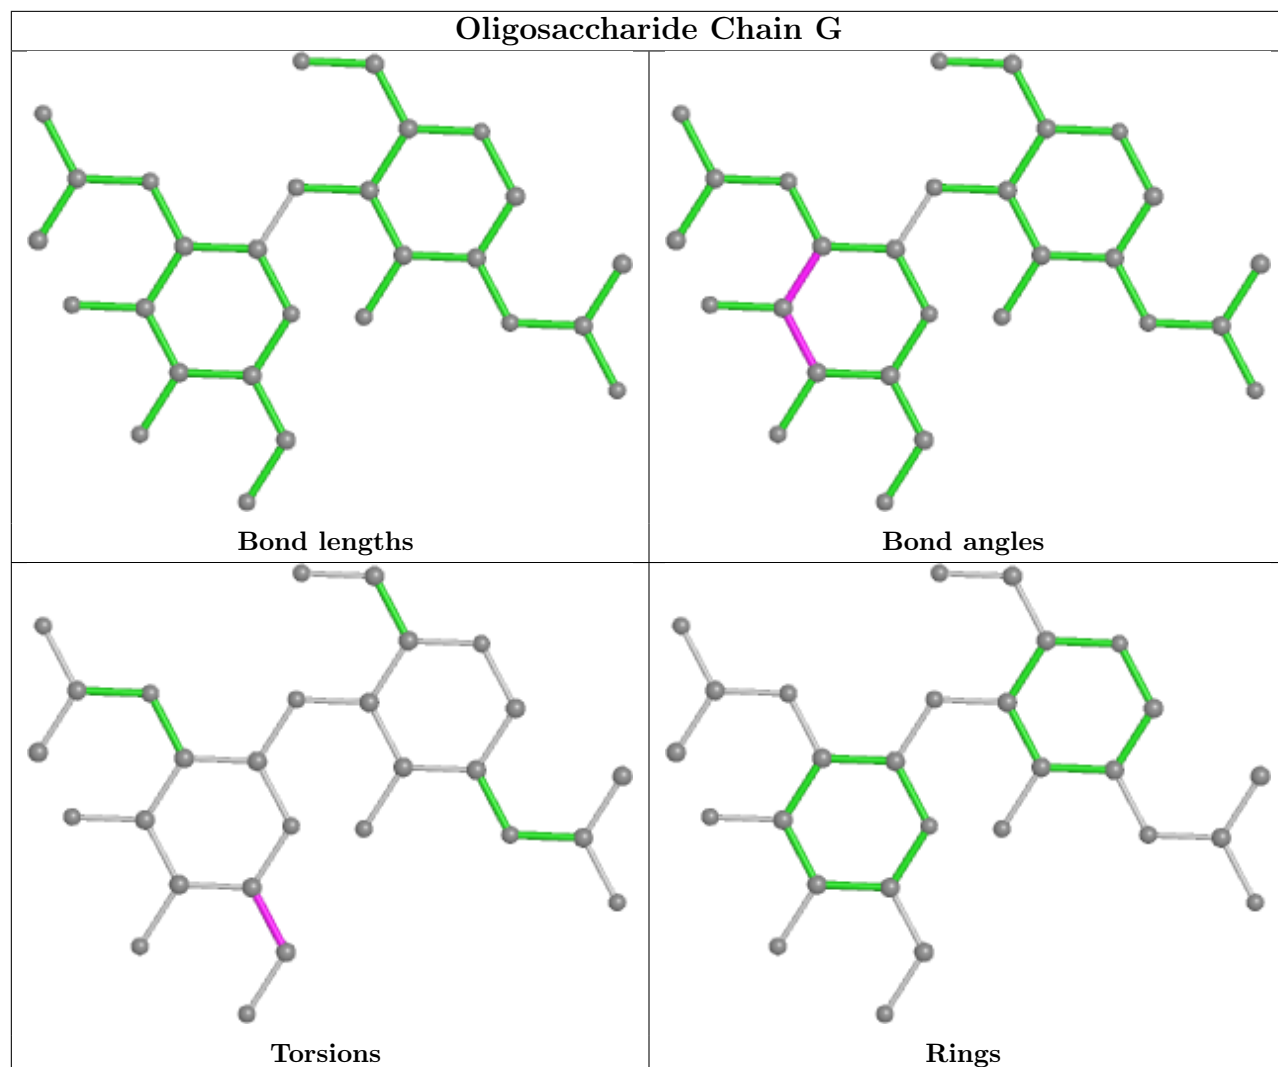 Oligosaccharide Chain G
Bond lengths
Bond angles
Torsions
Rings